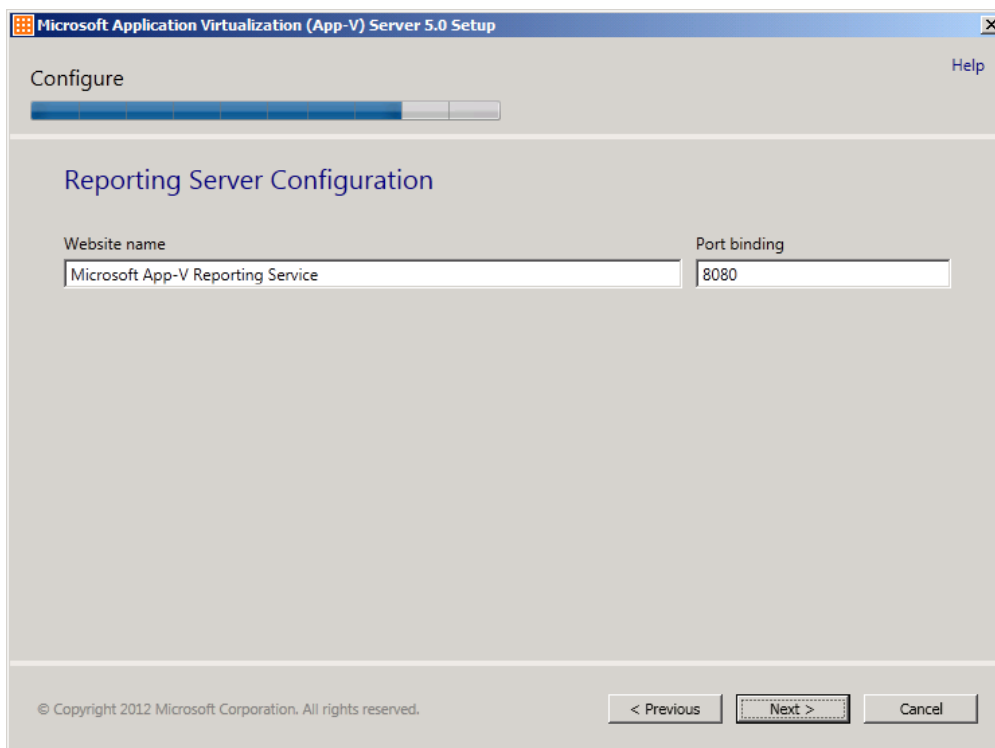 Microsoft Application Virtualization (App-V) Server 5.0 Setup
Help
Configure
Reporting Server Configuration
Website name
Port binding
Microsoft App-V Reporting Service
8080
© Copyright 2012 Microsoft Corporation. All rights reserved.
< Previous
Next >
Cancel